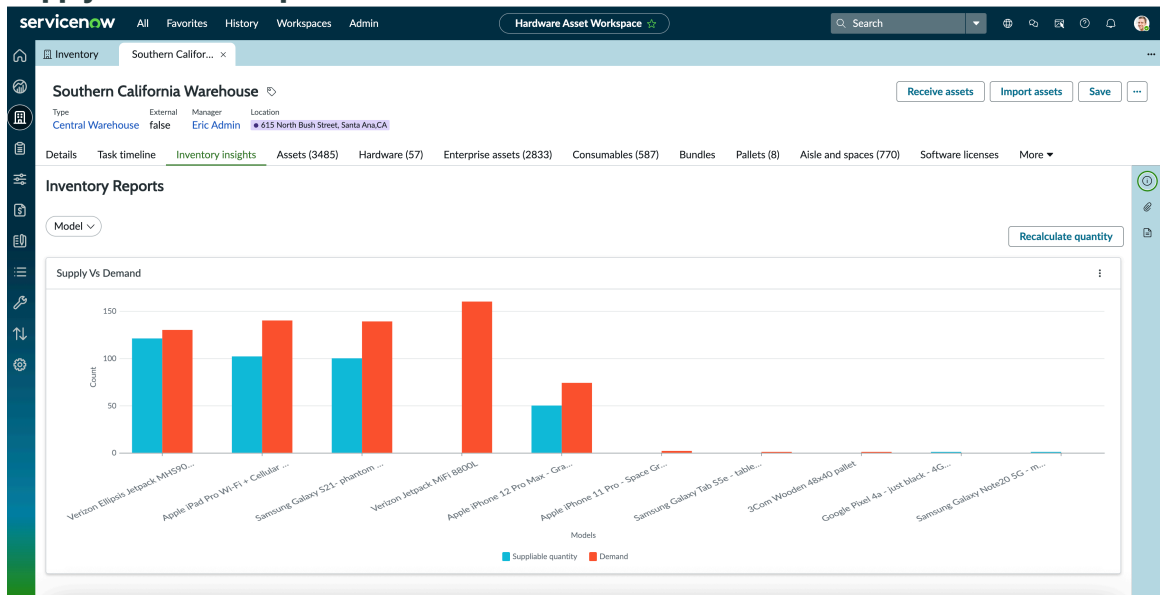 servicenow All Favorites History Workspaces Admin Hardware Asset Workspace Search
Inventory Southern Califor... ×
Southern California Warehouse
Receive assets Import assets Save
Type External Manager Location
Central Warehouse false Eric Admin 615 North Bush Street, Santa Ana,CA
Details Task timeline Inventory insights Assets (3485) Hardware (57) Enterprise assets (2833) Consumables (587) Bundles Pallets (8) Aisle and spaces (770) Software licenses More
Inventory Reports
Model
Recalculate quantity
Supply Vs Demand
150
100
50
0
Count
Verizon Ellipsis Jetpack MHS90...
Apple iPad Pro Wi-Fi + Cellular ...
Samsung Galaxy S21- phantom ...
Verizon Jetpack MiFi 8800L
Apple iPhone 12 Pro Max - Gra...
Apple iPhone 11 Pro - Space Gr...
Samsung Galaxy Tab S5e - table...
3Com Wooden 48x40 pallet
Google Pixel 4a - just black - 4G...
Samsung Galaxy Note20 5G - m...
Models
Suppliable quantity Demand